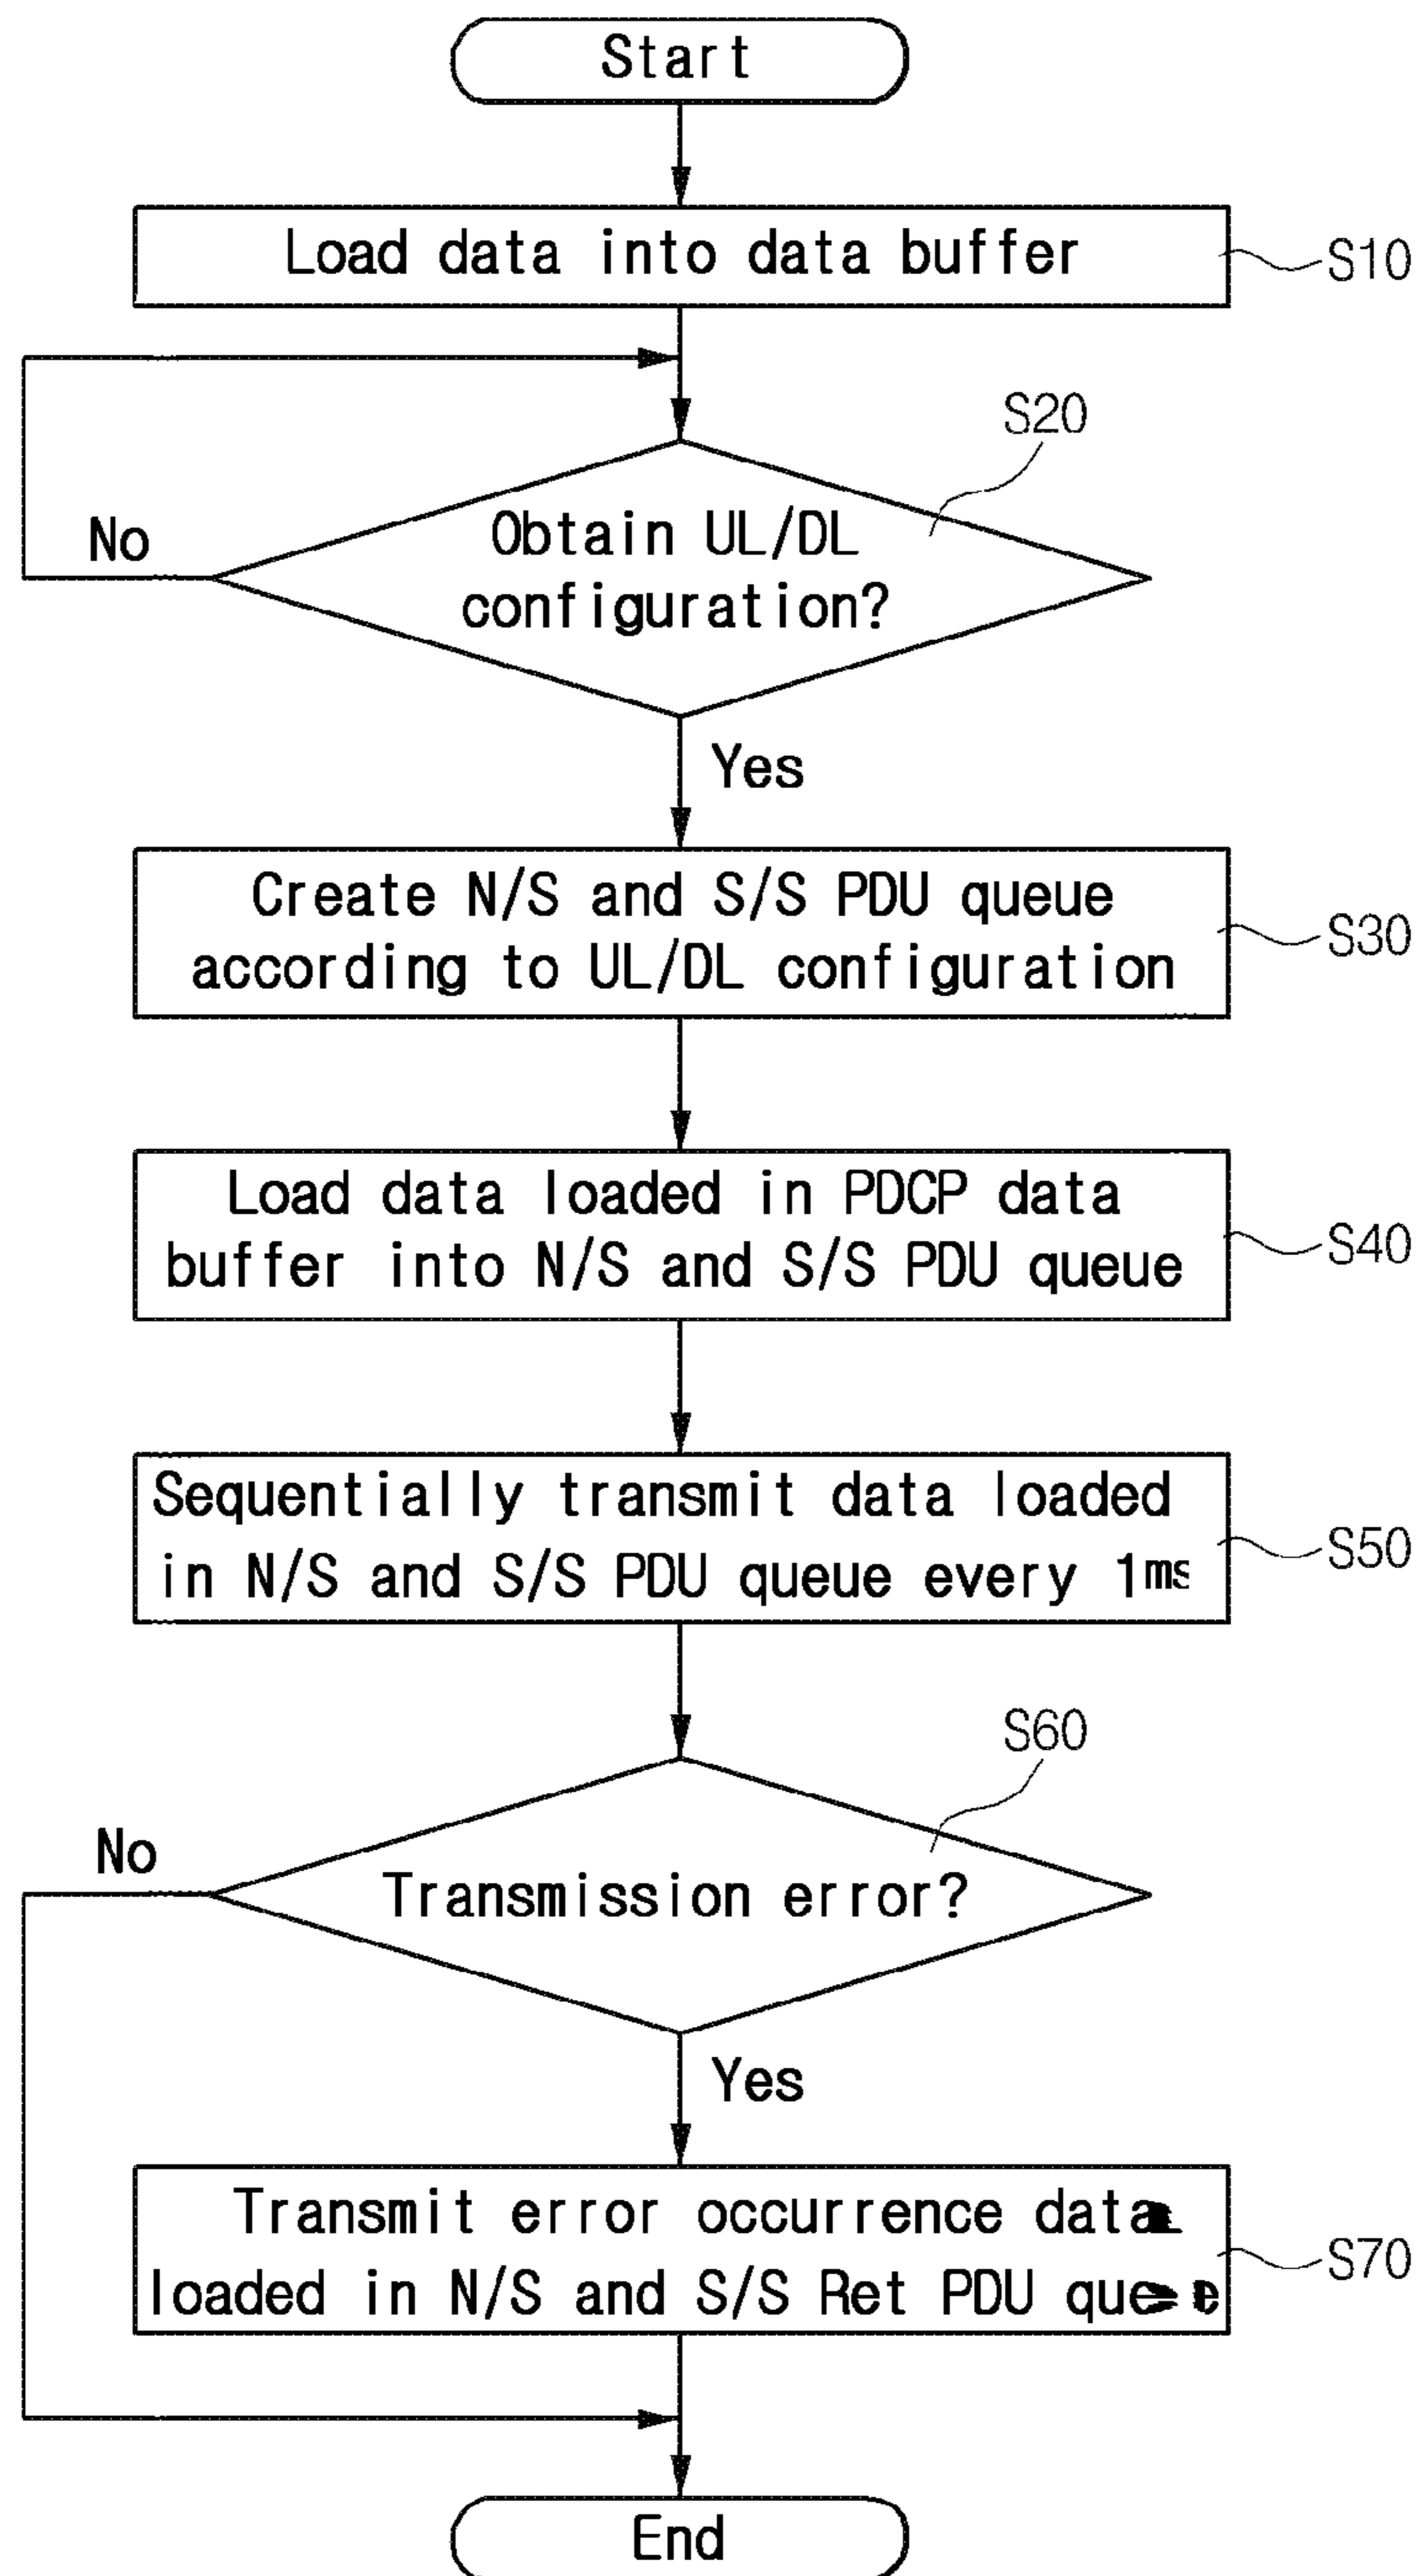 Start
Load data into data buffer
S10
S20
No
Obtain UL/DL
configuration?
Yes
Create N/S and S/S PDU queue
according to UL/DL configuration
S30
Load data loaded in PDCP data
buffer into N/S and S/S PDU queue
S40
Sequentially transmit data loaded
in N/S and S/S PDU queue every 1ms
S50
S60
No
Transmission error?
Yes
Transmit error occurrence data
loaded in N/S and S/S Ret PDU queue
S70
End